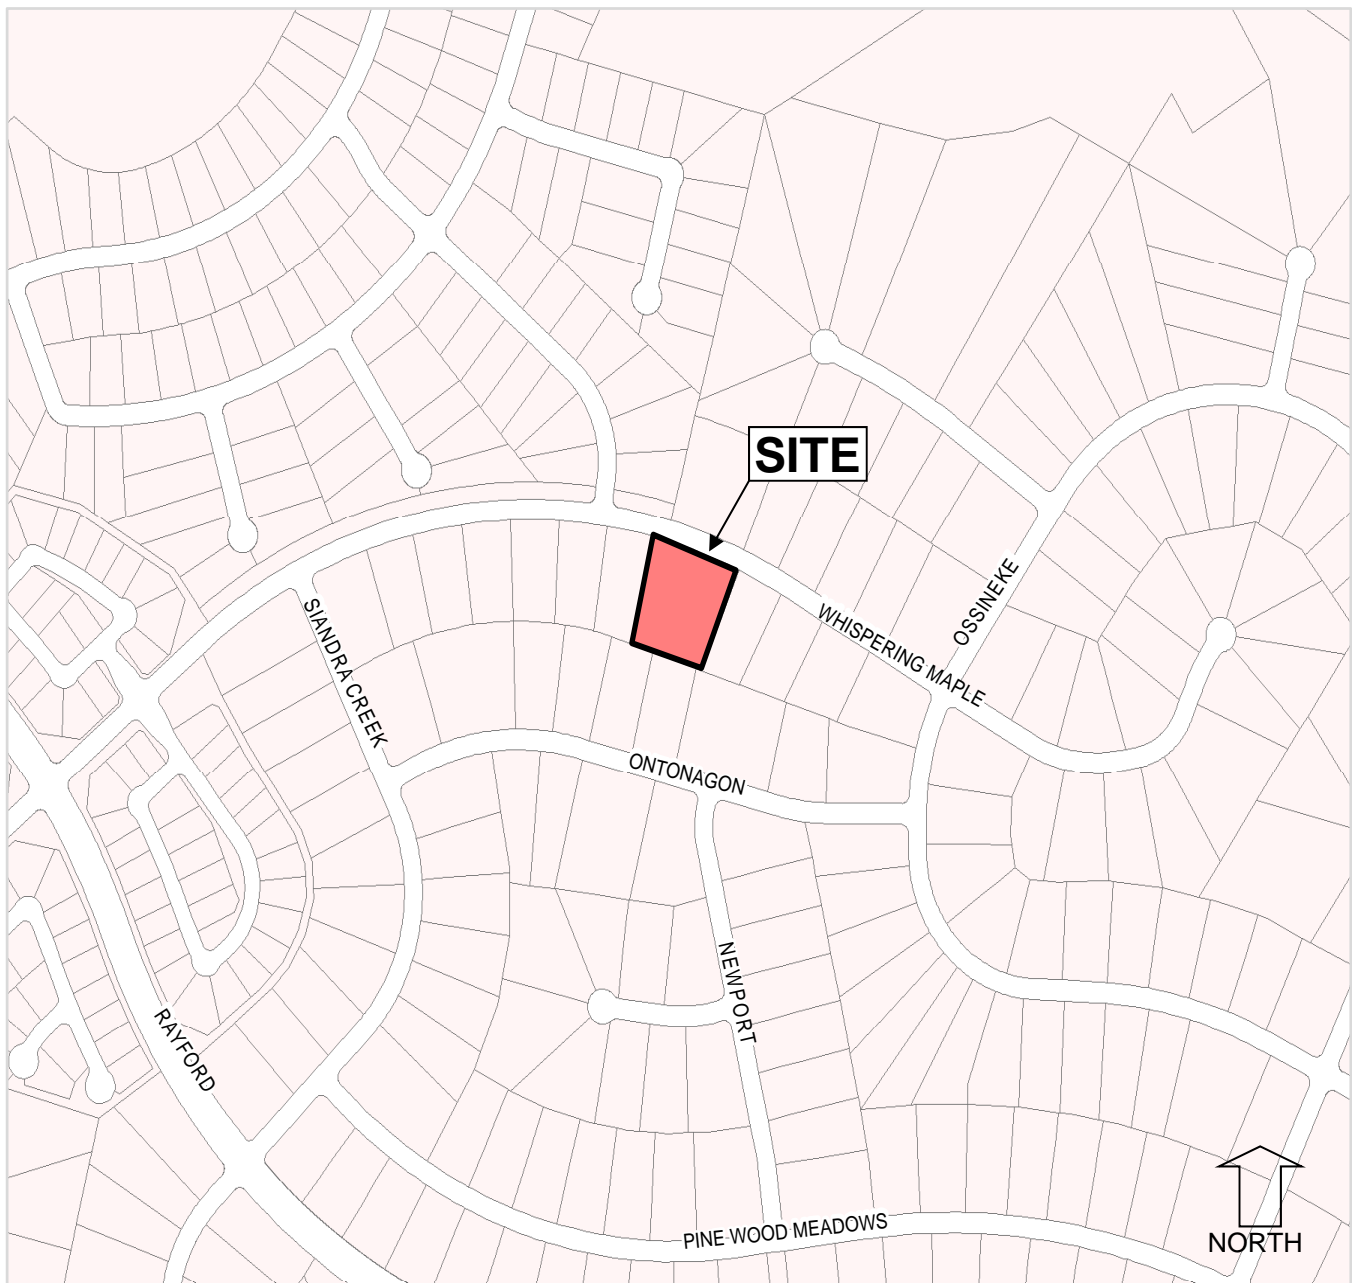 SITE
OSSINEKE
WHISPERING MAPLE
SIANDRA CREEK
ONTONAGON
NEWPORT
RAYFORD
PINE WOOD MEADOWS
NORTH